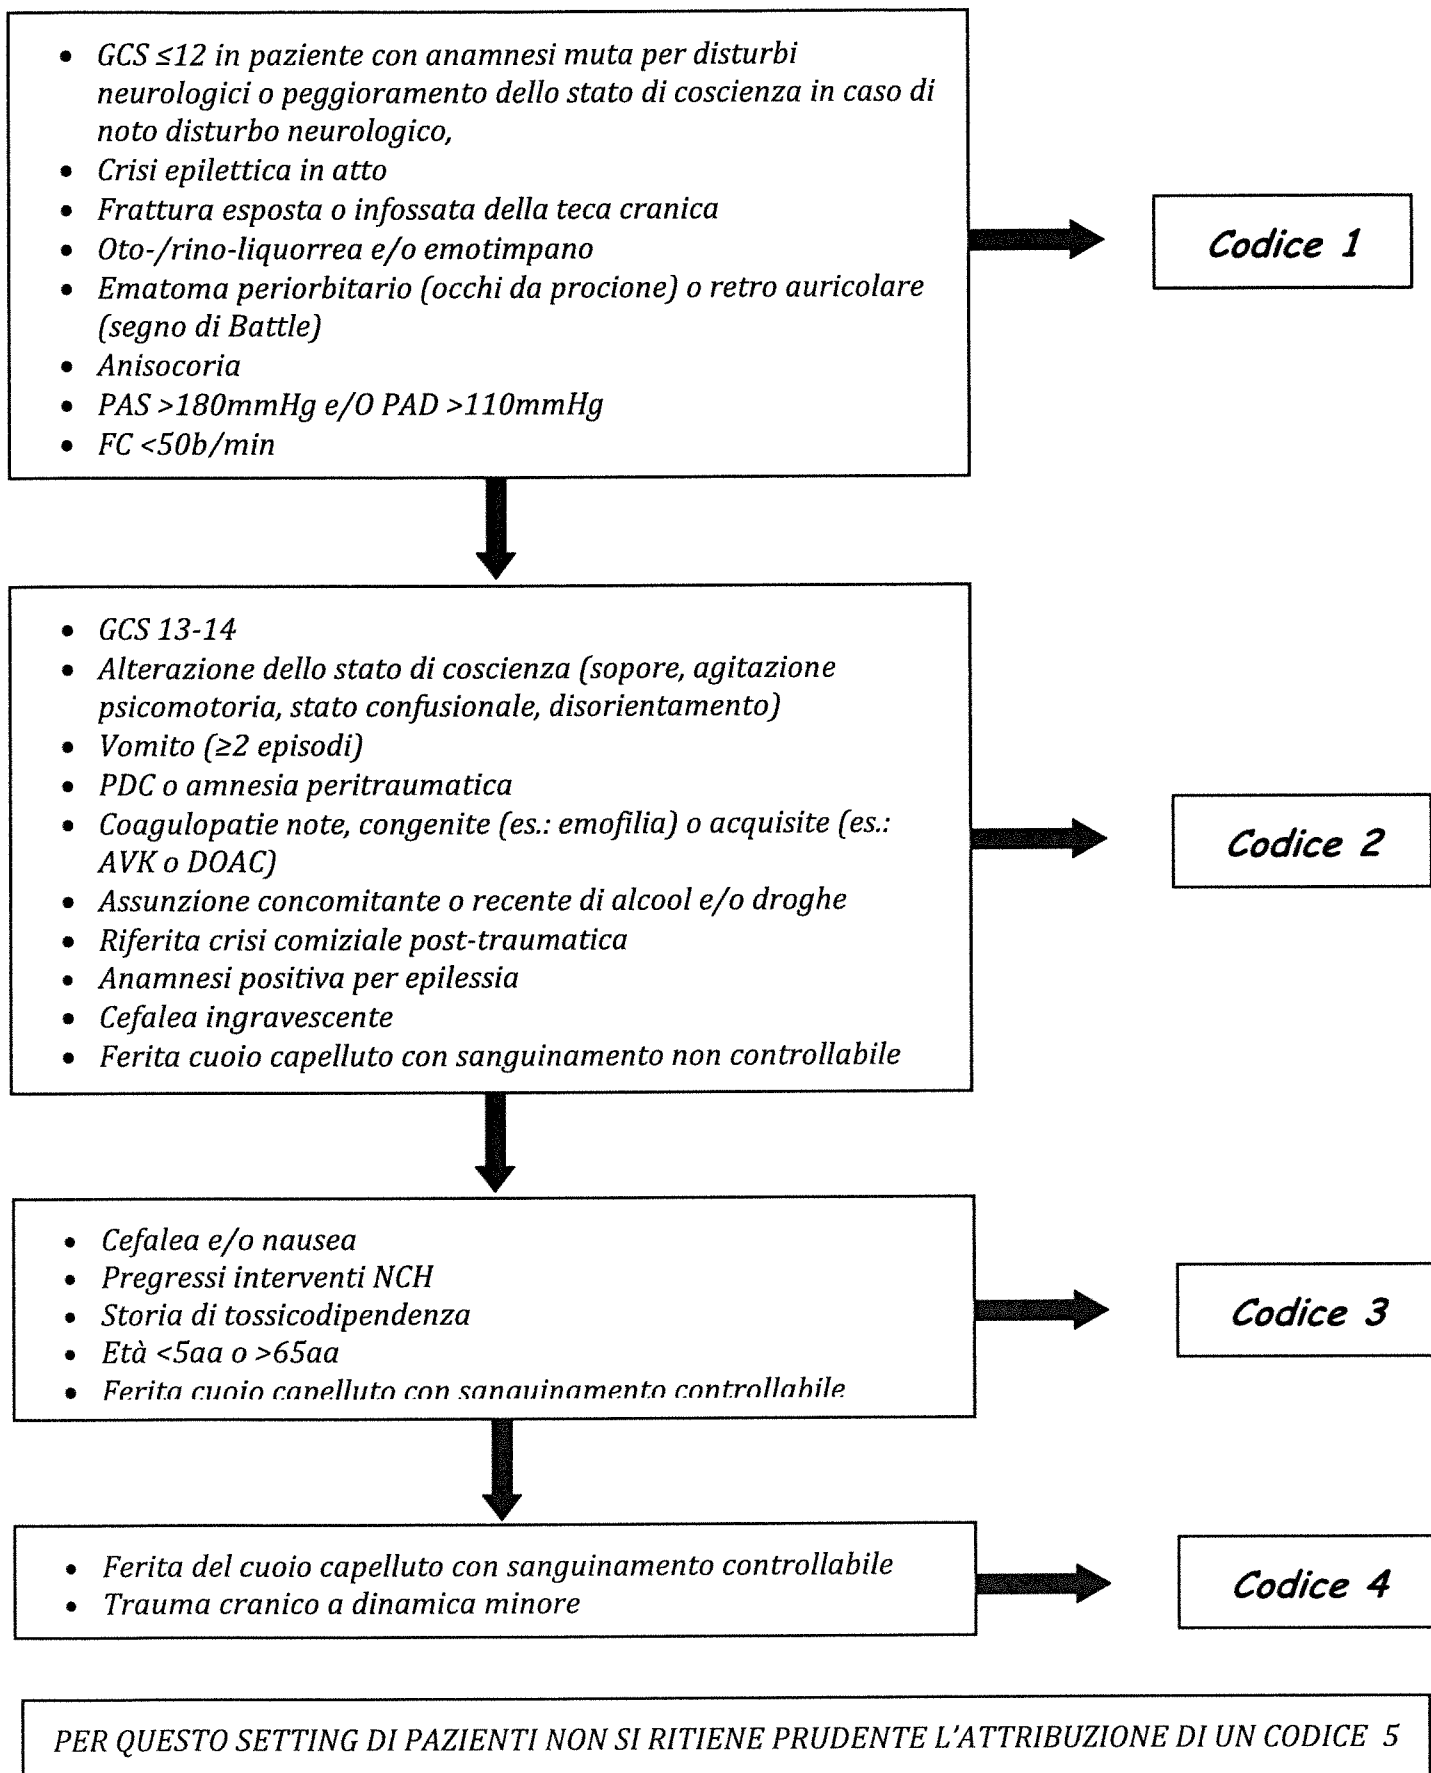 • GCS ≤12 in paziente con anamnesi muta per disturbi
neurologici o peggioramento dello stato di coscienza in caso di
noto disturbo neurologico,
• Crisi epilettica in atto
• Frattura esposta o infossata della teca cranica
• Oto-/rino-liquorrea e/o emotimpano
• Ematoma periorbitario (occhi da procione) o retro auricolare
(segno di Battle)
• Anisocoria
• PAS >180mmHg e/O PAD >110mmHg
• FC <50b/min
Codice 1
• GCS 13-14
• Alterazione dello stato di coscienza (sopore, agitazione
psicomotoria, stato confusionale, disorientamento)
• Vomito (≥2 episodi)
• PDC o amnesia peritraumatica
• Coagulopatie note, congenite (es.: emofilia) o acquisite (es.:
AVK o DOAC)
• Assunzione concomitante o recente di alcool e/o droghe
• Riferita crisi comiziale post-traumatica
• Anamnesi positiva per epilessia
• Cefalea ingravescente
• Ferita cuoio capelluto con sanguinamento non controllabile
Codice 2
• Cefalea e/o nausea
• Pregressi interventi NCH
• Storia di tossicodipendenza
• Età <5aa o >65aa
• Ferita cuoio capelluto con sanguinamento controllabile
Codice 3
• Ferita del cuoio capelluto con sanguinamento controllabile
• Trauma cranico a dinamica minore
Codice 4
PER QUESTO SETTING DI PAZIENTI NON SI RITIENE PRUDENTE L'ATTRIBUZIONE DI UN CODICE 5